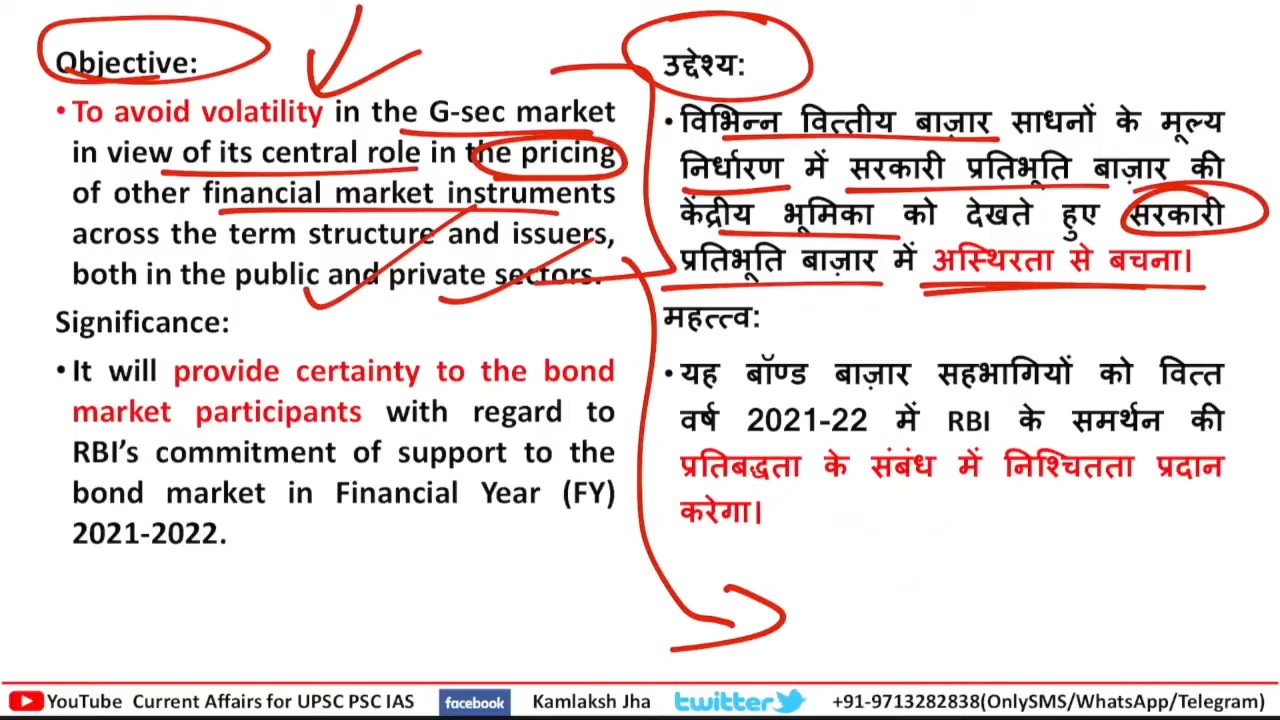 Objective:
• To avoid volatility in the G-sec market
in view of its central role in the pricing
of other financial market instruments
across the term structure and issuers,
both in the public and private sectors.
Significance:
• It will provide certainty to the bond
market participants with regard to
RBI's commitment of support to the
bond market in Financial Year (FY)
2021-2022.
उद्देश्य:
• विभिन्न वित्तीय बाज़ार साधनों के मूल्य
निर्धारण में सरकारी प्रतिभूति बाज़ार की
केंद्रीय भूमिका को देखते हुए सरकारी
प्रतिभूति बाज़ार में अस्थिरता से बचना।
महत्त्व:
• यह बॉण्ड बाज़ार सहभागियों को वित्त
वर्ष 2021-22 में RBI के समर्थन की
प्रतिबद्धता के संबंध में निश्चितता प्रदान
करेगा।
YouTube Current Affairs for UPSC PSC IAS facebook Kamlaksh Jha twitter +91-9713282838(OnlySMS/WhatsApp/Telegram)